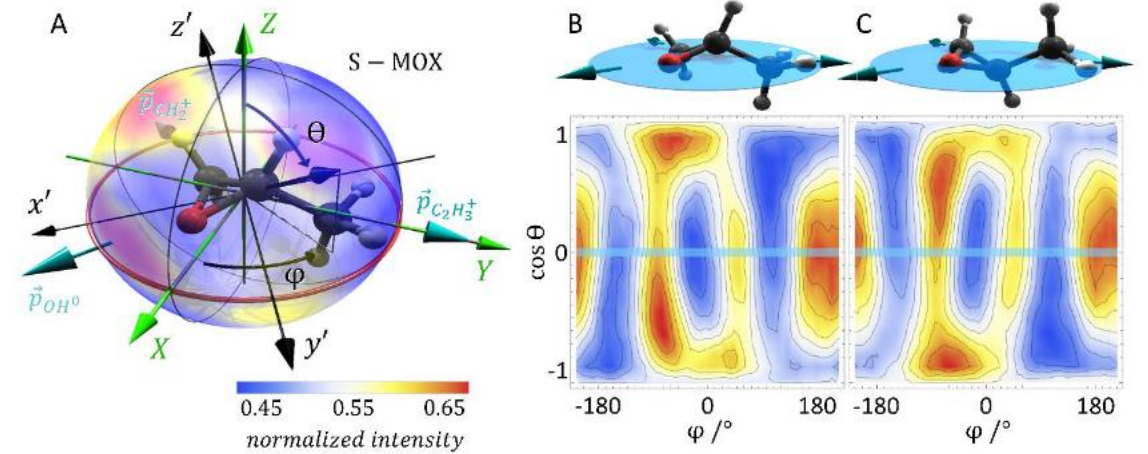 A
B
C
z′
Z
S – MOX
p⃗CH₂⁺
θ
x′
p⃗C₂H₃⁺
Y
φ
p⃗OH⁰
X
y′
0.45 0.55 0.65
normalized intensity
cos θ
1
0
-1
-180 0 180
φ /°
-180 0 180
φ /°